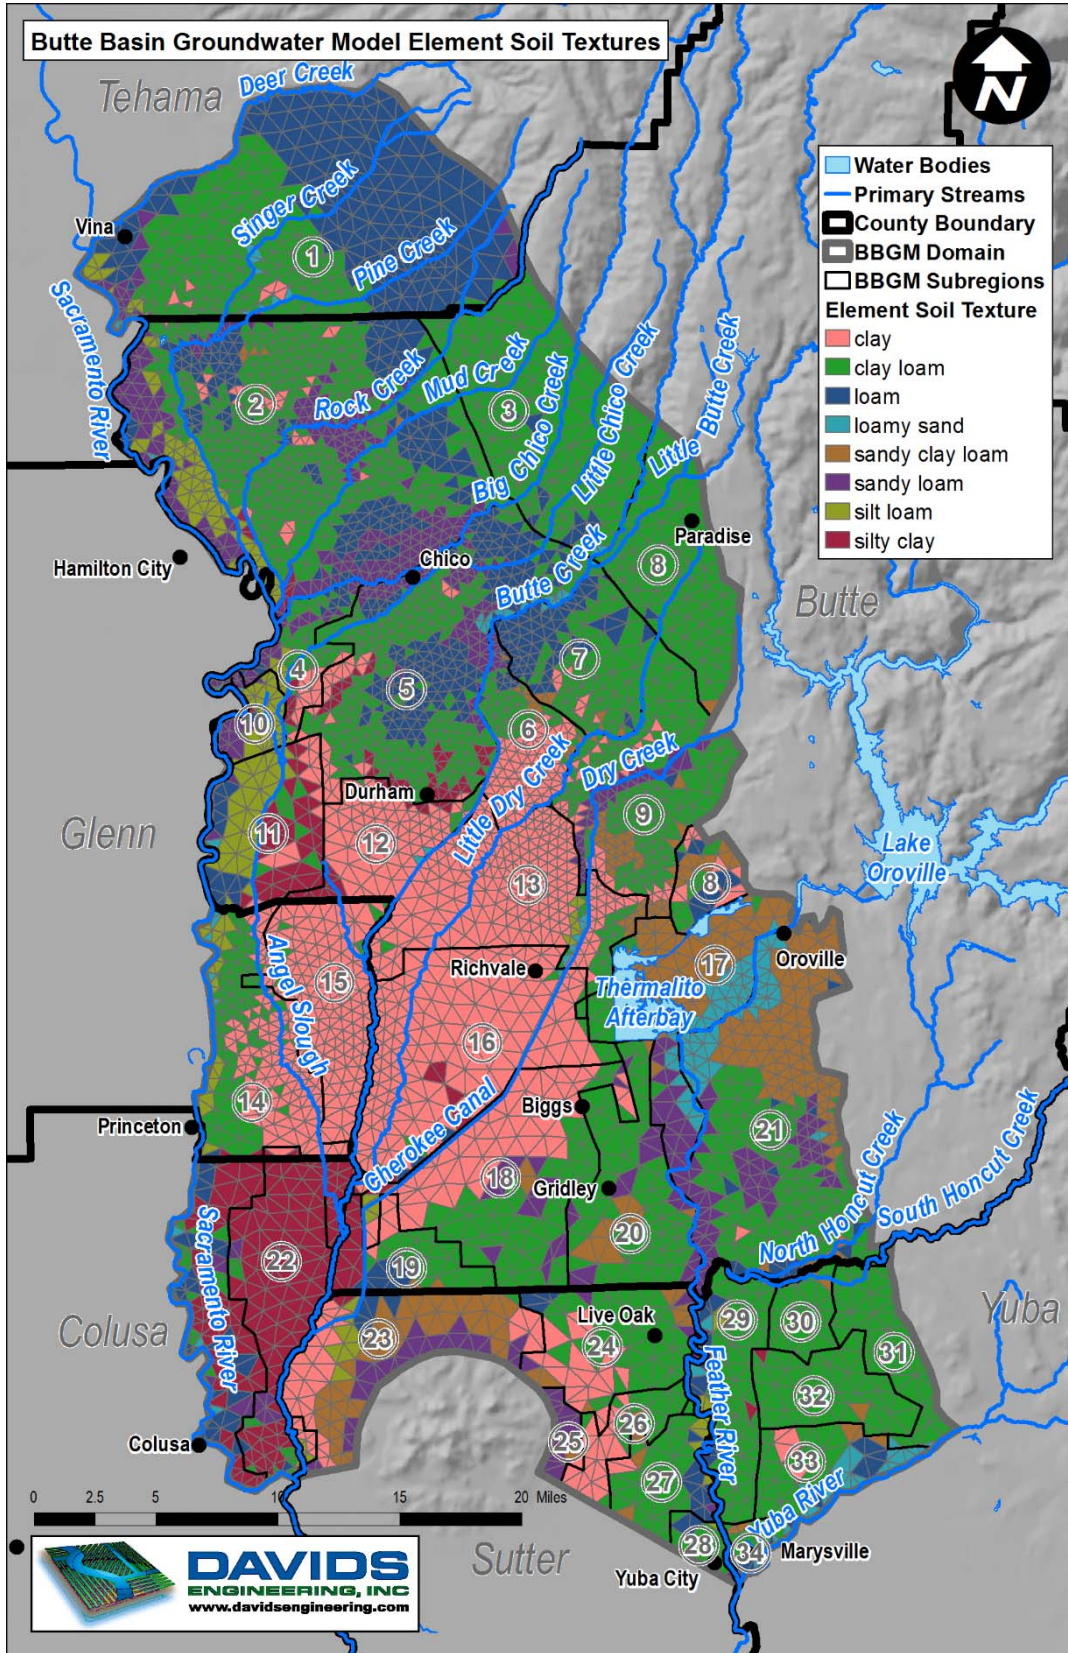 Butte Basin Groundwater Model Element Soil Textures
N
Tehama
Deer Creek
Vina
Singer Creek
1
Pine Creek
Sacramento River
2
Rock Creek
Mud Creek
3
Big Chico Creek
Little Chico Creek
Little Butte Creek
Water Bodies
Primary Streams
County Boundary
BBGM Domain
BBGM Subregions
Element Soil Texture
clay
clay loam
loam
loamy sand
sandy clay loam
sandy loam
silt loam
silty clay
Hamilton City
Chico
Butte Creek
Paradise
8
Butte
4
5
7
10
6
Dry Creek
Durham
Little Dry Creek
Glenn
11
12
9
13
8
Lake
Oroville
Angel Slough
15
Richvale
17
Oroville
Thermalito
Afterbay
16
14
Princeton
Biggs
Cherokee Canal
21
18
Gridley
20
North Honcut Creek
South Honcut Creek
Sacramento River
22
19
Colusa
Yuba
23
Live Oak
24
29
30
31
Feather River
32
26
25
Colusa
33
27
Yuba River
0 2.5 5 10 15 20 Miles
Sutter
28
34
Marysville
Yuba City
DAVIDS
ENGINEERING, INC
www.davidsengineering.com
C